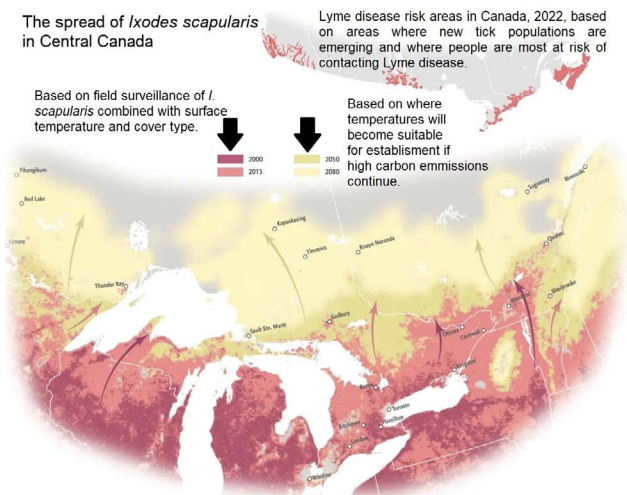 The spread of Ixodes scapularis
in Central Canada
Lyme disease risk areas in Canada, 2022, based
on areas where new tick populations are
emerging and where people are most at risk of
contacting Lyme disease.
Based on field surveillance of I.
scapularis combined with surface
temperature and cover type.
Based on where
temperatures will
become suitable
for establisment if
high carbon emmissions
continue.
2000
2015
2050
2080
Pikangikum
Red Lake
Kenora
Thunder Bay
Kapuskasing
Timmins
Rouyn-Noranda
Saguenay
Rimouski
Québec
Sault Ste. Marie
Sudbury
Ottawa
Cornwall
Montréal
Sherbrooke
Kingston
Barrie
Toronto
Kitchener
Hamilton
London
Windsor